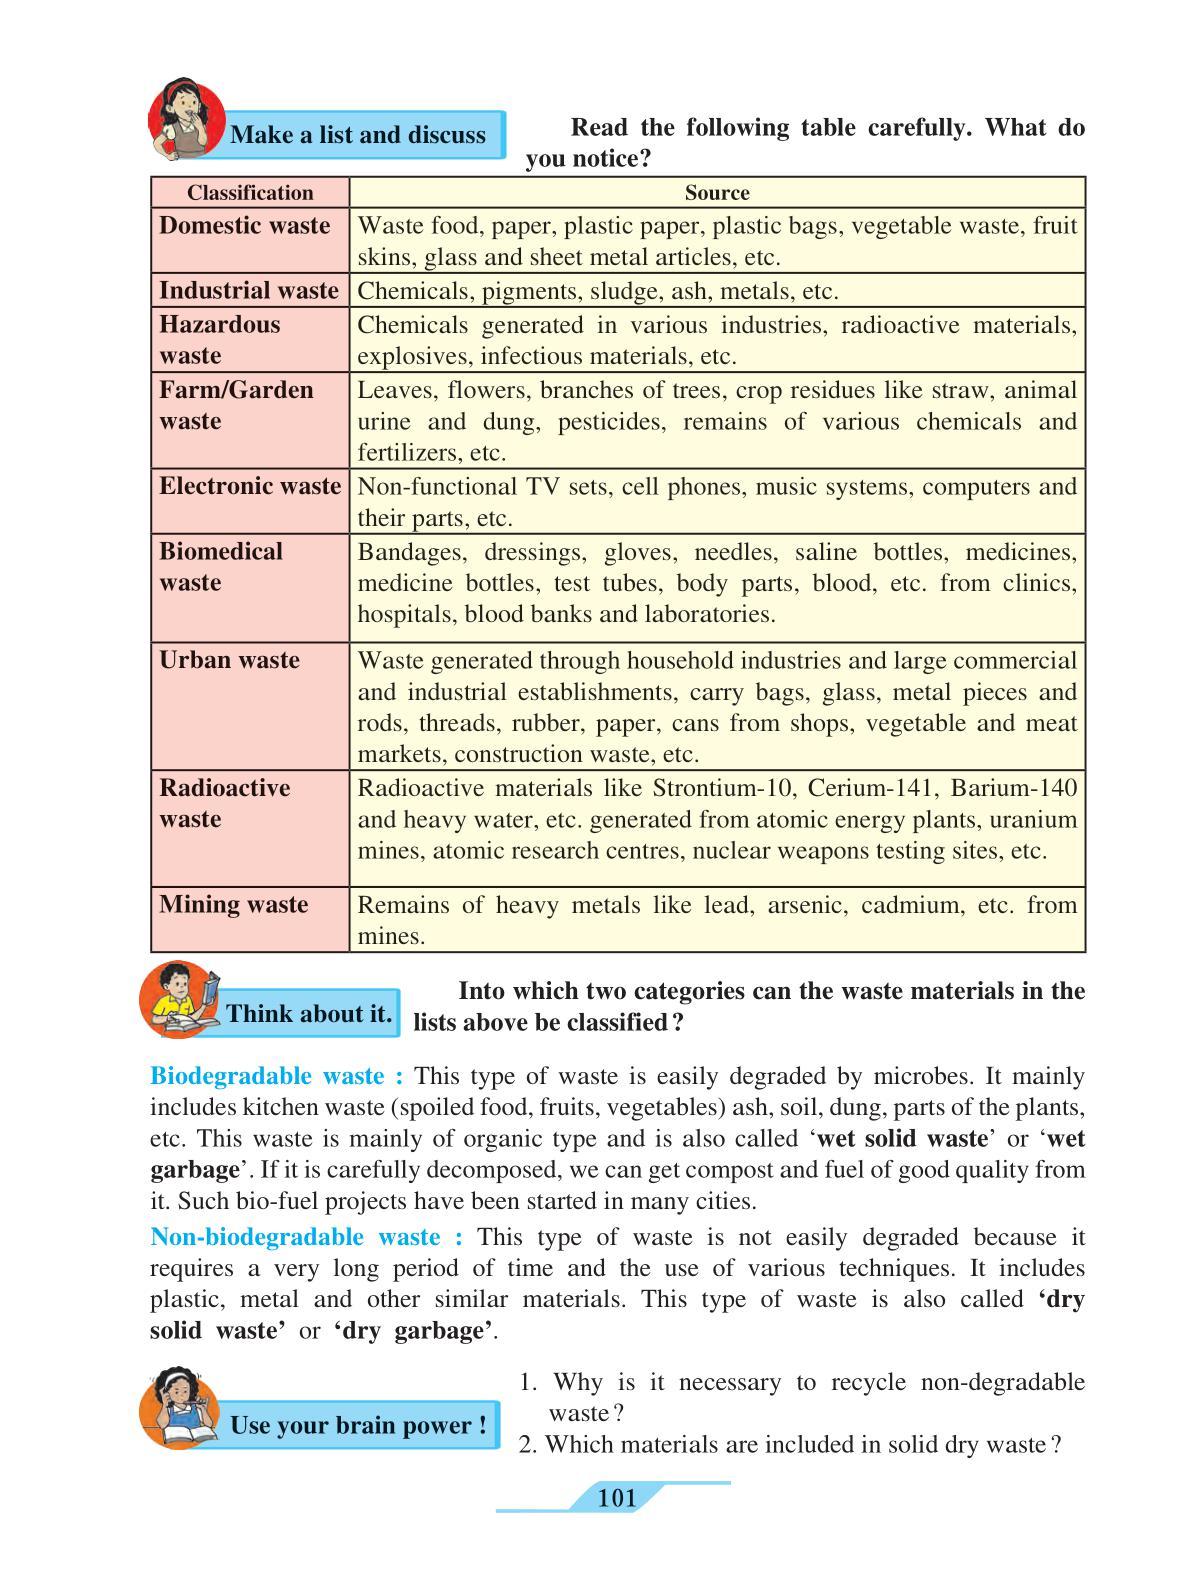 Make a list and discuss
Read the following table carefully. What do
you notice?
Classification Source
Domestic waste Waste food, paper, plastic paper, plastic bags, vegetable waste, fruit
skins, glass and sheet metal articles, etc.
Industrial waste Chemicals, pigments, sludge, ash, metals, etc.
Hazardous Chemicals generated in various industries, radioactive materials,
waste explosives, infectious materials, etc.
Farm/Garden Leaves, flowers, branches of trees, crop residues like straw, animal
waste urine and dung, pesticides, remains of various chemicals and
fertilizers, etc.
Electronic waste Non-functional TV sets, cell phones, music systems, computers and
their parts, etc.
Biomedical Bandages, dressings, gloves, needles, saline bottles, medicines,
waste medicine bottles, test tubes, body parts, blood, etc. from clinics,
hospitals, blood banks and laboratories.
Urban waste Waste generated through household industries and large commercial
and industrial establishments, carry bags, glass, metal pieces and
rods, threads, rubber, paper, cans from shops, vegetable and meat
markets, construction waste, etc.
Radioactive Radioactive materials like Strontium-10, Cerium-141, Barium-140
waste and heavy water, etc. generated from atomic energy plants, uranium
mines, atomic research centres, nuclear weapons testing sites, etc.
Mining waste Remains of heavy metals like lead, arsenic, cadmium, etc. from
mines.
Think about it.
Into which two categories can the waste materials in the
lists above be classified?
Biodegradable waste : This type of waste is easily degraded by microbes. It mainly
includes kitchen waste (spoiled food, fruits, vegetables) ash, soil, dung, parts of the plants,
etc. This waste is mainly of organic type and is also called ‘wet solid waste’ or ‘wet
garbage’. If it is carefully decomposed, we can get compost and fuel of good quality from
it. Such bio-fuel projects have been started in many cities.
Non-biodegradable waste : This type of waste is not easily degraded because it
requires a very long period of time and the use of various techniques. It includes
plastic, metal and other similar materials. This type of waste is also called ‘dry
solid waste’ or ‘dry garbage’.
Use your brain power !
1. Why is it necessary to recycle non-degradable
waste?
2. Which materials are included in solid dry waste?
101